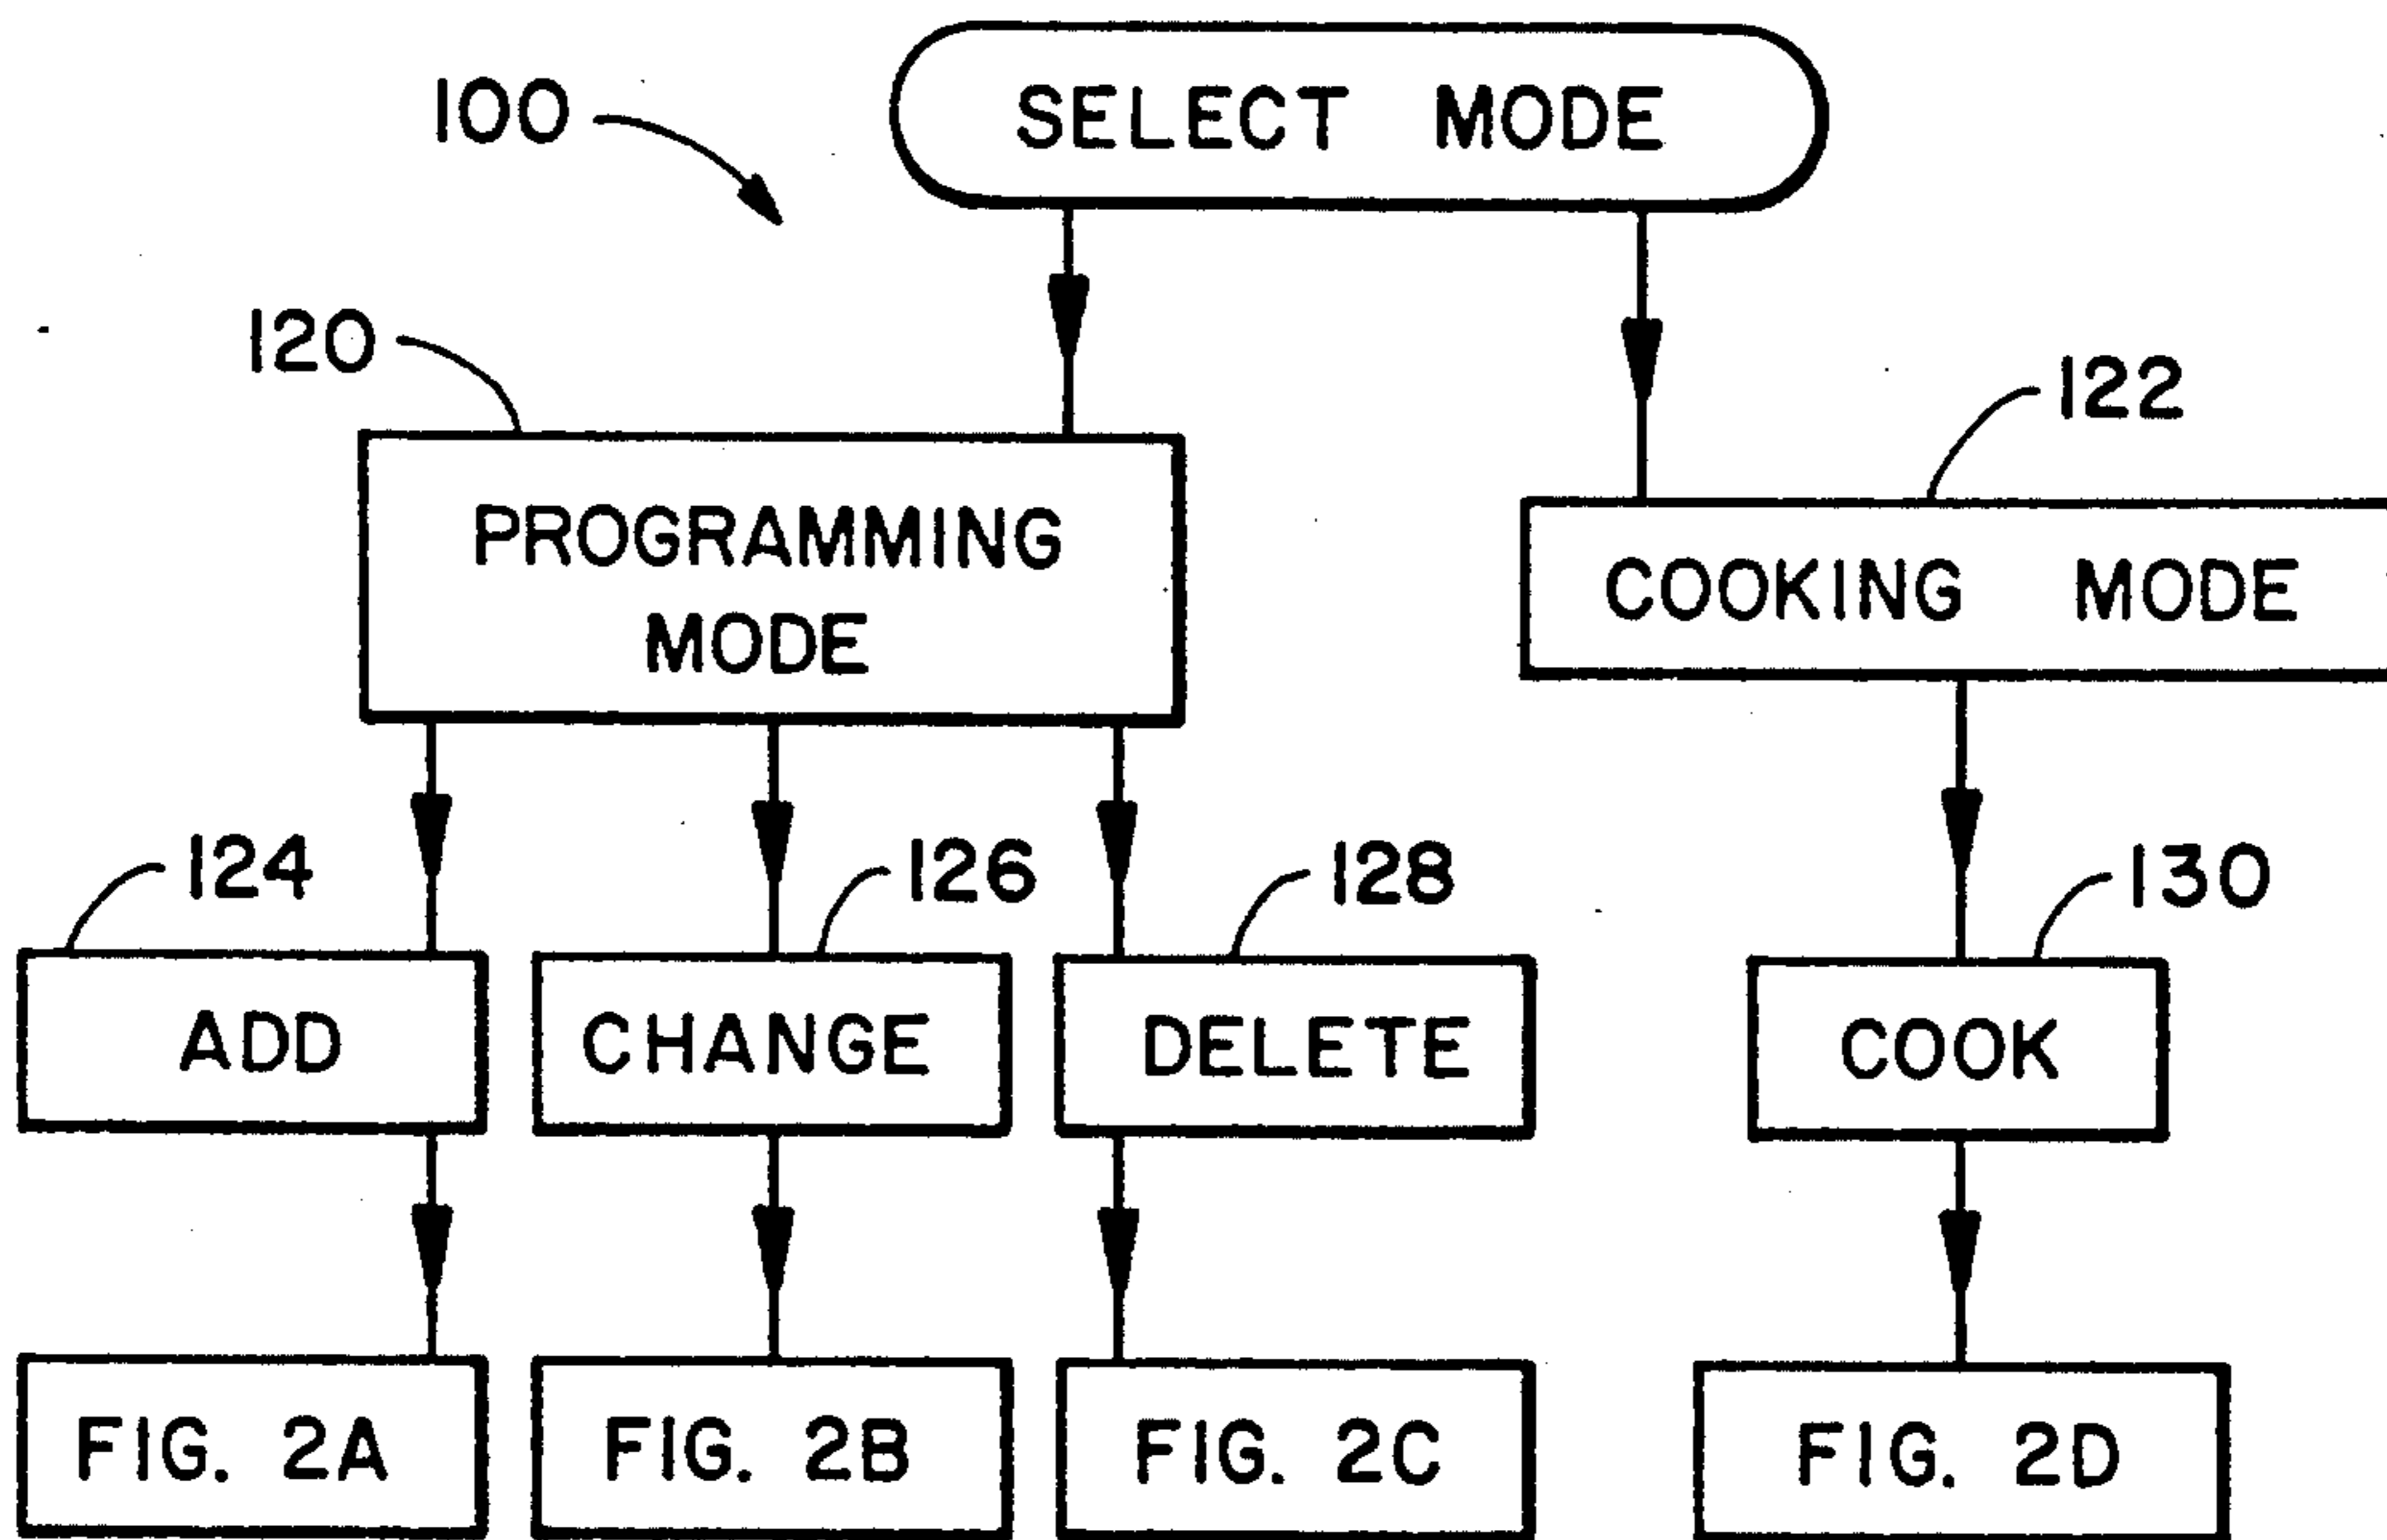 100
SELECT MODE
120
122
PROGRAMMING
MODE
COOKING MODE
124
126
128
130
ADD
CHANGE
DELETE
COOK
FIG. 2A
FIG. 2B
FIG. 2C
FIG. 2D